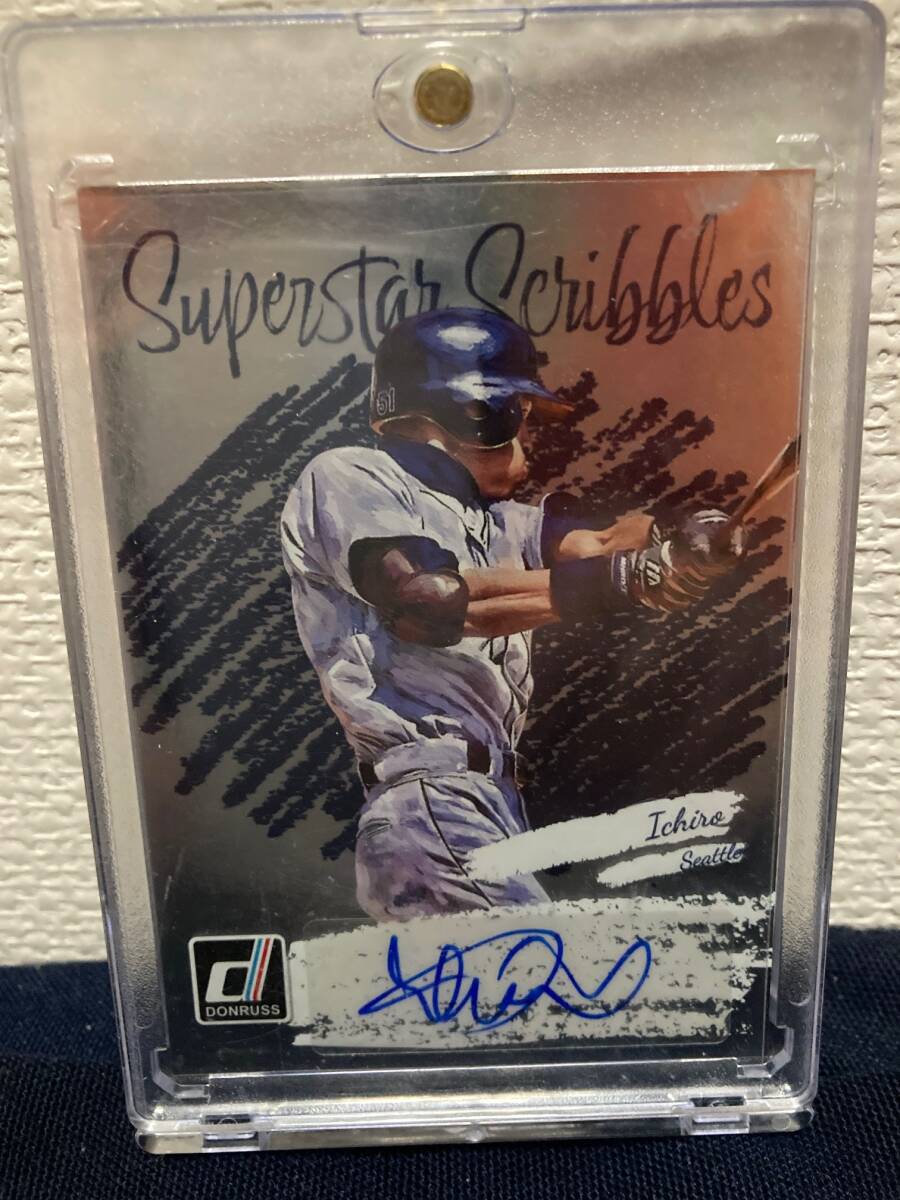 Superstar Scribbles
51
Ichiro
Seattle
d
DONRUSS